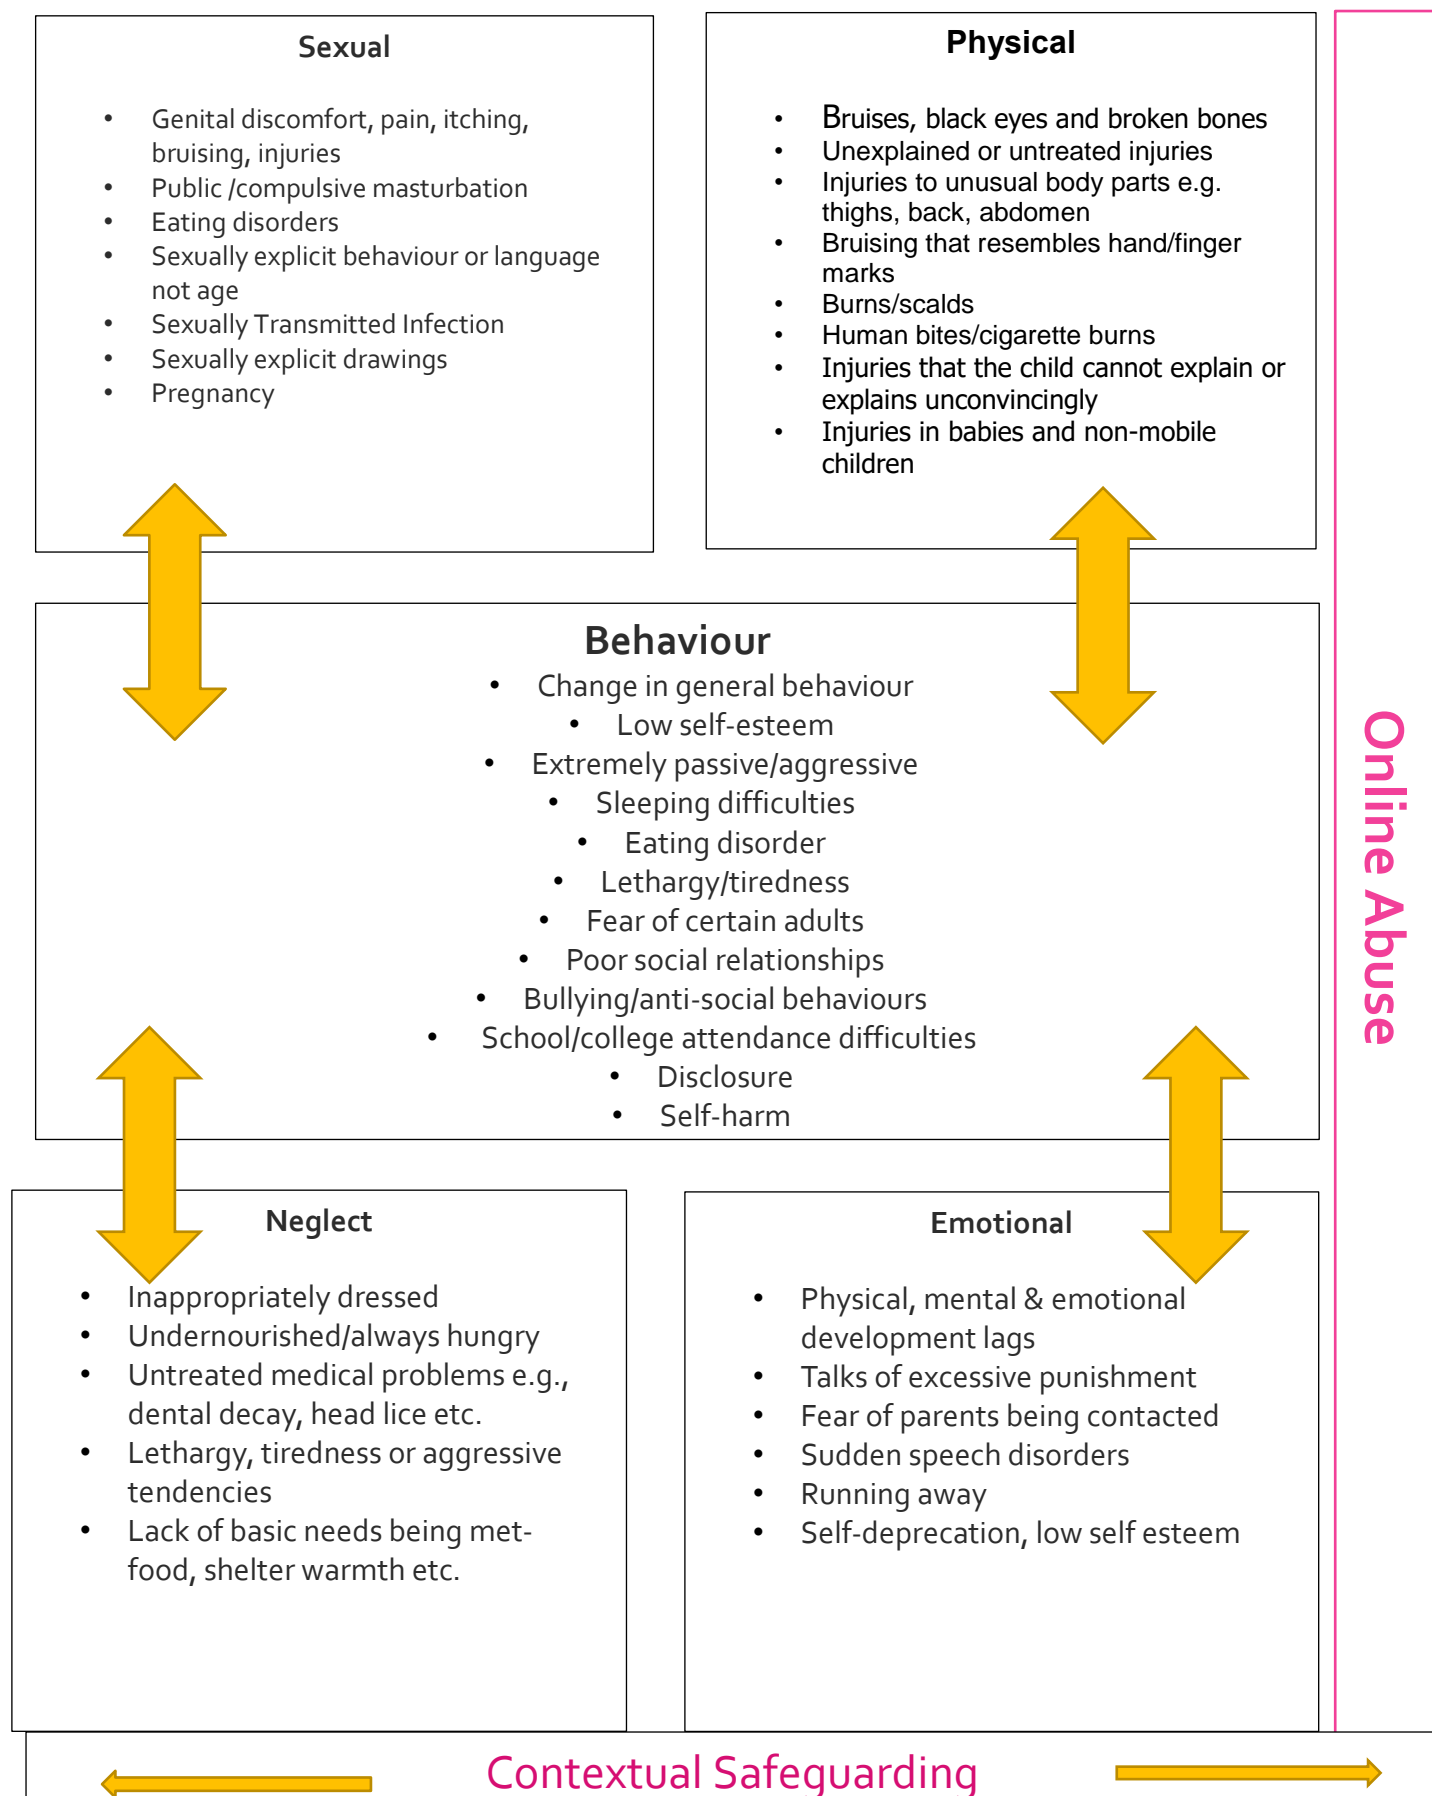 Sexual
• Genital discomfort, pain, itching,
bruising, injuries
• Public /compulsive masturbation
• Eating disorders
• Sexually explicit behaviour or language
not age
• Sexually Transmitted Infection
• Sexually explicit drawings
• Pregnancy
Physical
• Bruises, black eyes and broken bones
• Unexplained or untreated injuries
• Injuries to unusual body parts e.g.
thighs, back, abdomen
• Bruising that resembles hand/finger
marks
• Burns/scalds
• Human bites/cigarette burns
• Injuries that the child cannot explain or
explains unconvincingly
• Injuries in babies and non-mobile
children
Behaviour
• Change in general behaviour
• Low self-esteem
• Extremely passive/aggressive
• Sleeping difficulties
• Eating disorder
• Lethargy/tiredness
• Fear of certain adults
• Poor social relationships
• Bullying/anti-social behaviours
• School/college attendance difficulties
• Disclosure
• Self-harm
Online Abuse
Neglect
• Inappropriately dressed
• Undernourished/always hungry
• Untreated medical problems e.g.,
dental decay, head lice etc.
• Lethargy, tiredness or aggressive
tendencies
• Lack of basic needs being met-
food, shelter warmth etc.
Emotional
• Physical, mental & emotional
development lags
• Talks of excessive punishment
• Fear of parents being contacted
• Sudden speech disorders
• Running away
• Self-deprecation, low self esteem
Contextual Safeguarding